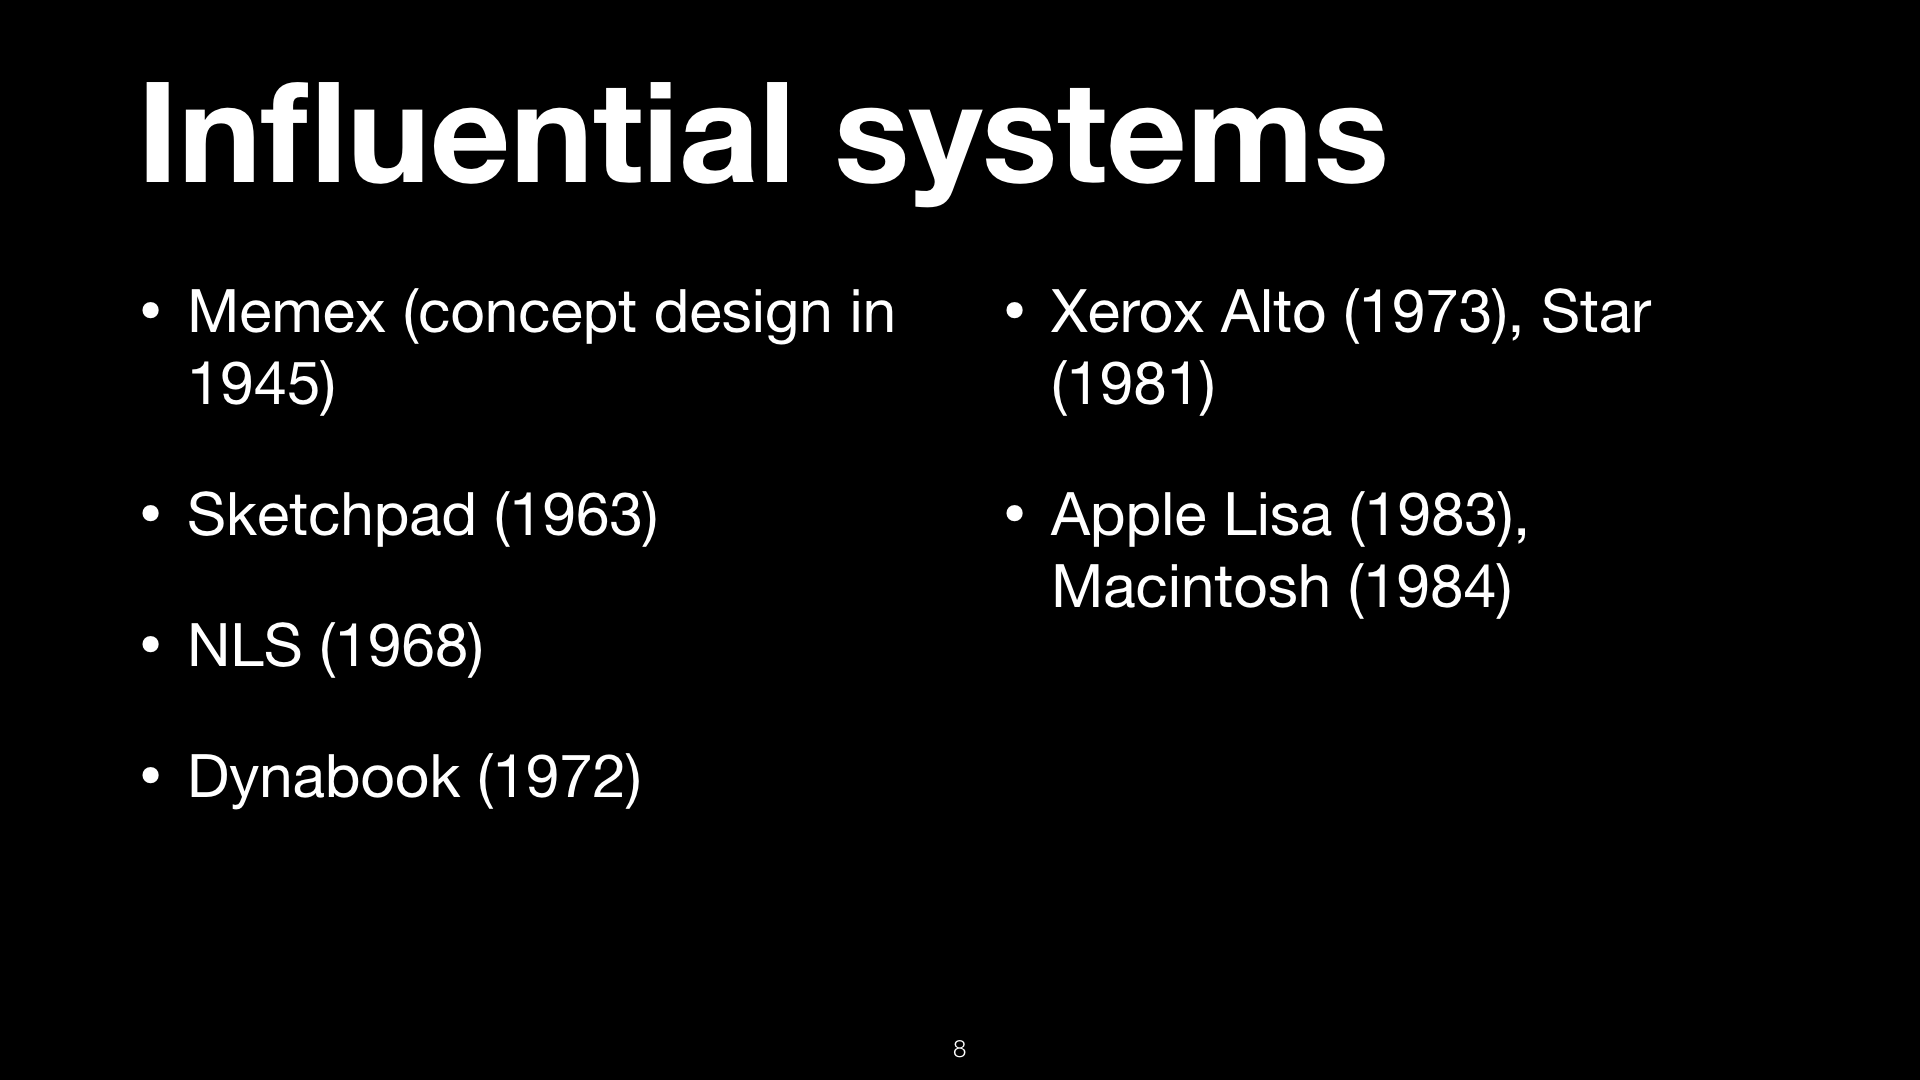 Influential systems
• Memex (concept design in
1945)
• Sketchpad (1963)
• NLS (1968)
• Dynabook (1972)
• Xerox Alto (1973), Star
(1981)
• Apple Lisa (1983),
Macintosh (1984)
8